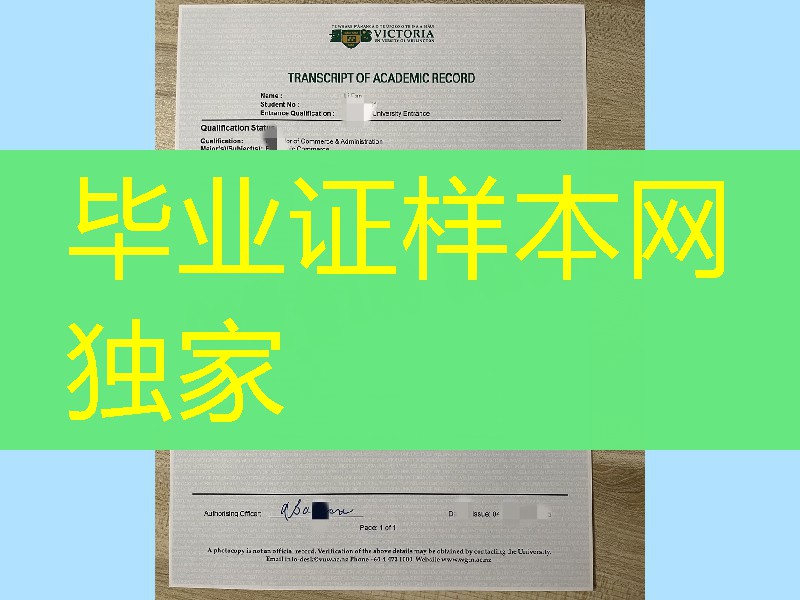 VICTORIA
TRANSCRIPT OF ACADEMIC RECORD
Name :
Student No :
Entrance Qualification : University Entrance
Qualification Status
Qualification: or of Commerce & Administration
毕业证样本网
独家
Authorising Officer:
Page: 1 of 1
A photocopy is not an official record. Verification of the above details may be obtained by contacting the University.